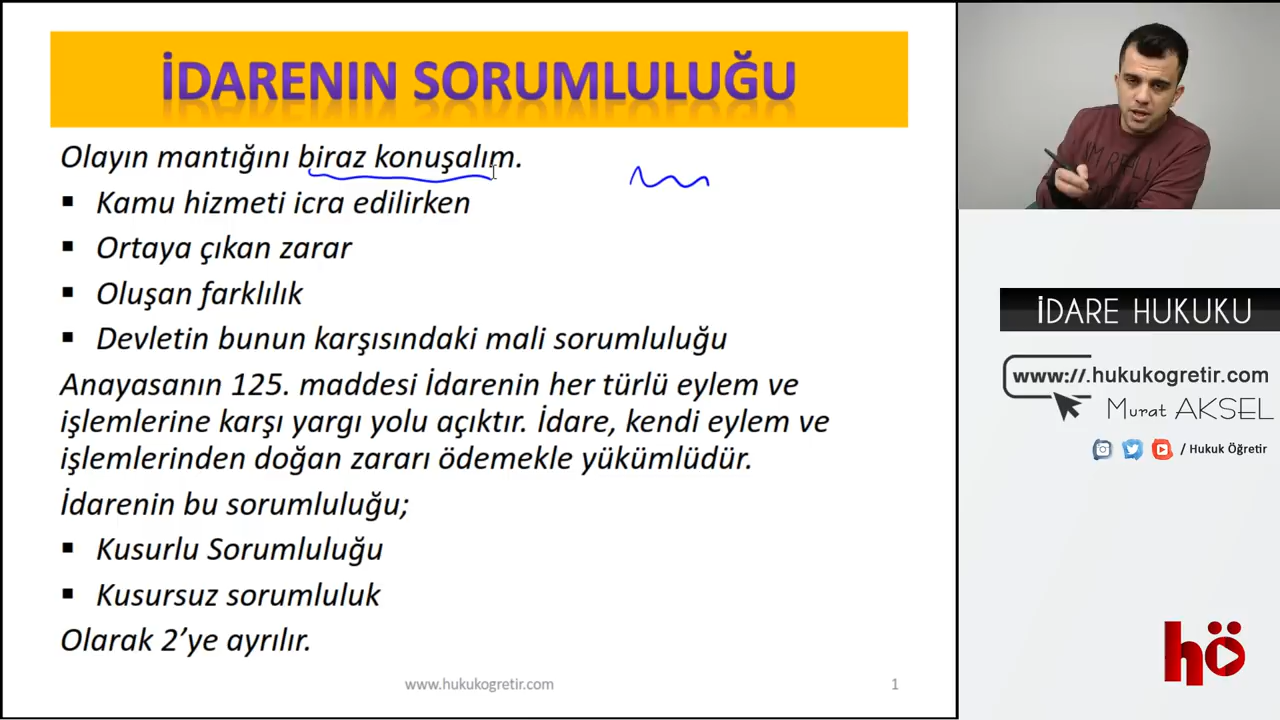 İDARENIN SORUMLULUĞU
Olayın mantığını biraz konuşalım.
▪ Kamu hizmeti icra edilirken
▪ Ortaya çıkan zarar
▪ Oluşan farklılık
▪ Devletin bunun karşısındaki mali sorumluluğu
Anayasanın 125. maddesi İdarenin her türlü eylem ve
işlemlerine karşı yargı yolu açıktır. İdare, kendi eylem ve
işlemlerinden doğan zararı ödemekle yükümlüdür.
İdarenin bu sorumluluğu;
▪ Kusurlu Sorumluluğu
▪ Kusursuz sorumluluk
Olarak 2’ye ayrılır.
www.hukukogretir.com
1
I'M REALLY
İDARE HUKUKU
www://.hukukogretir.com
Murat AKSEL
/ Hukuk Öğretir
hö